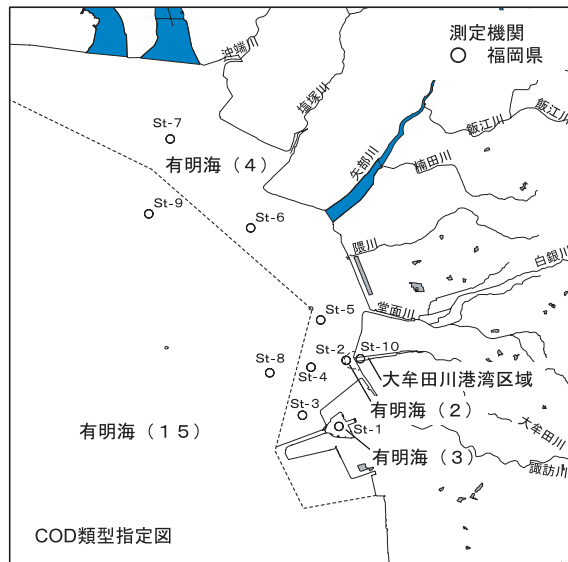 測定機関
○ 福岡県
沖端川
塩塚川
飯江川
飯江川
矢部川
楠田川
St-7
有明海(4)
St-9
St-6
隈川
白銀川
堂面川
St-5
St-2
St-10
St-8
St-4
大牟田川港湾区域
St-3
有明海(2)
大牟田川
St-1
有明海(15)
有明海(3)
諏訪川
COD類型指定図